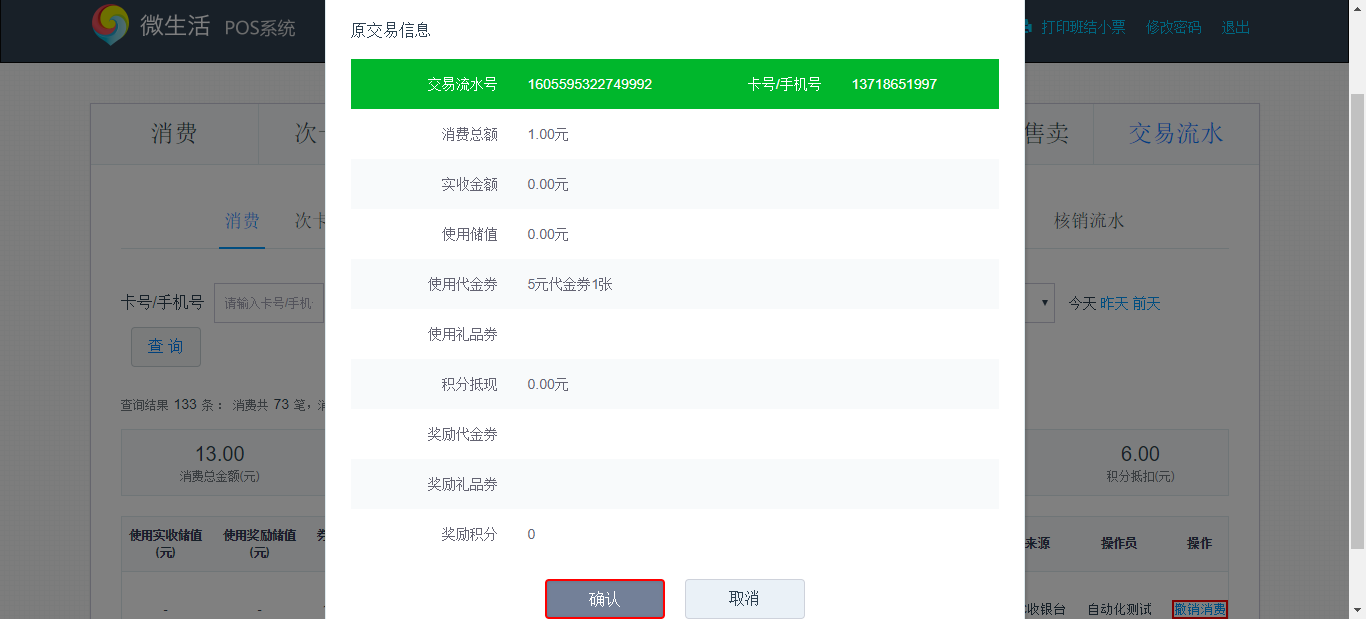 微生活 POS系统
打印班结小票 修改密码 退出
原交易信息
交易流水号 1605595322749992 卡号/手机号 13718651997
消费 次 售卖 交易流水
消费总额 1.00元
实收金额 0.00元
消费 次卡 核销流水
使用储值 0.00元
使用代金券 5元代金券1张
卡号/手机号 请输入卡号/手机 今天 昨天 前天
使用礼品券
查 询
积分抵现 0.00元
查询结果 133 条： 消费共 73 笔，
奖励代金券
13.00 6.00
消费总金额(元) 积分抵扣(元)
奖励礼品券
使用实收储值 使用奖励储值 来源 操作员 操作
(元) (元)
奖励积分 0
确认 取消
- - 收银台 自动化测试 撤销消费